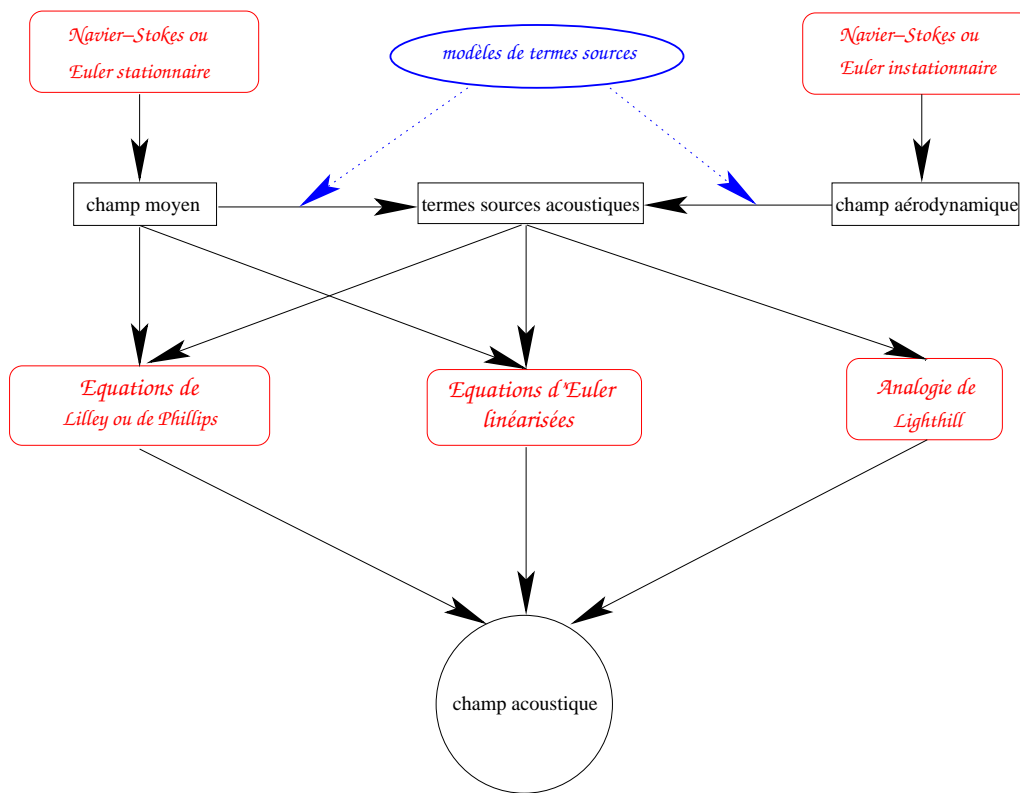 Navier–Stokes ou
Euler stationnaire
modèles de termes sources
Navier–Stokes ou
Euler instationnaire
champ moyen
termes sources acoustiques
champ aérodynamique
Equations de
Lilley ou de Phillips
Equations d'Euler
linéarisées
Analogie de
Lighthill
champ acoustique